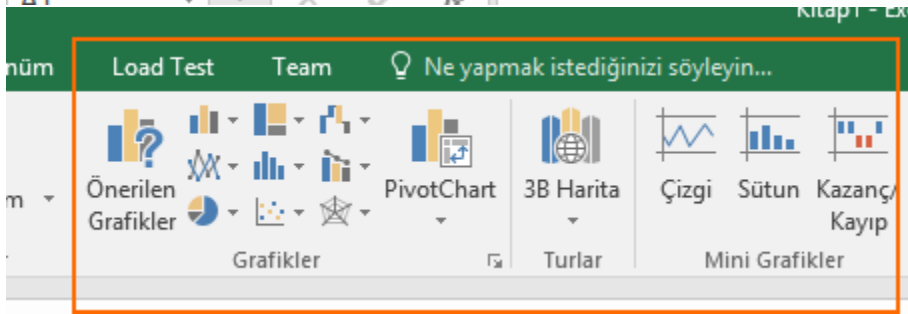 Kitap1 - Ex
nüm Load Test Team Ne yapmak istediğinizi söyleyin...
Önerilen
Grafikler
PivotChart
3B Harita
Çizgi
Sütun
Kazanç/
Kayıp
m
Grafikler
Turlar
Mini Grafikler